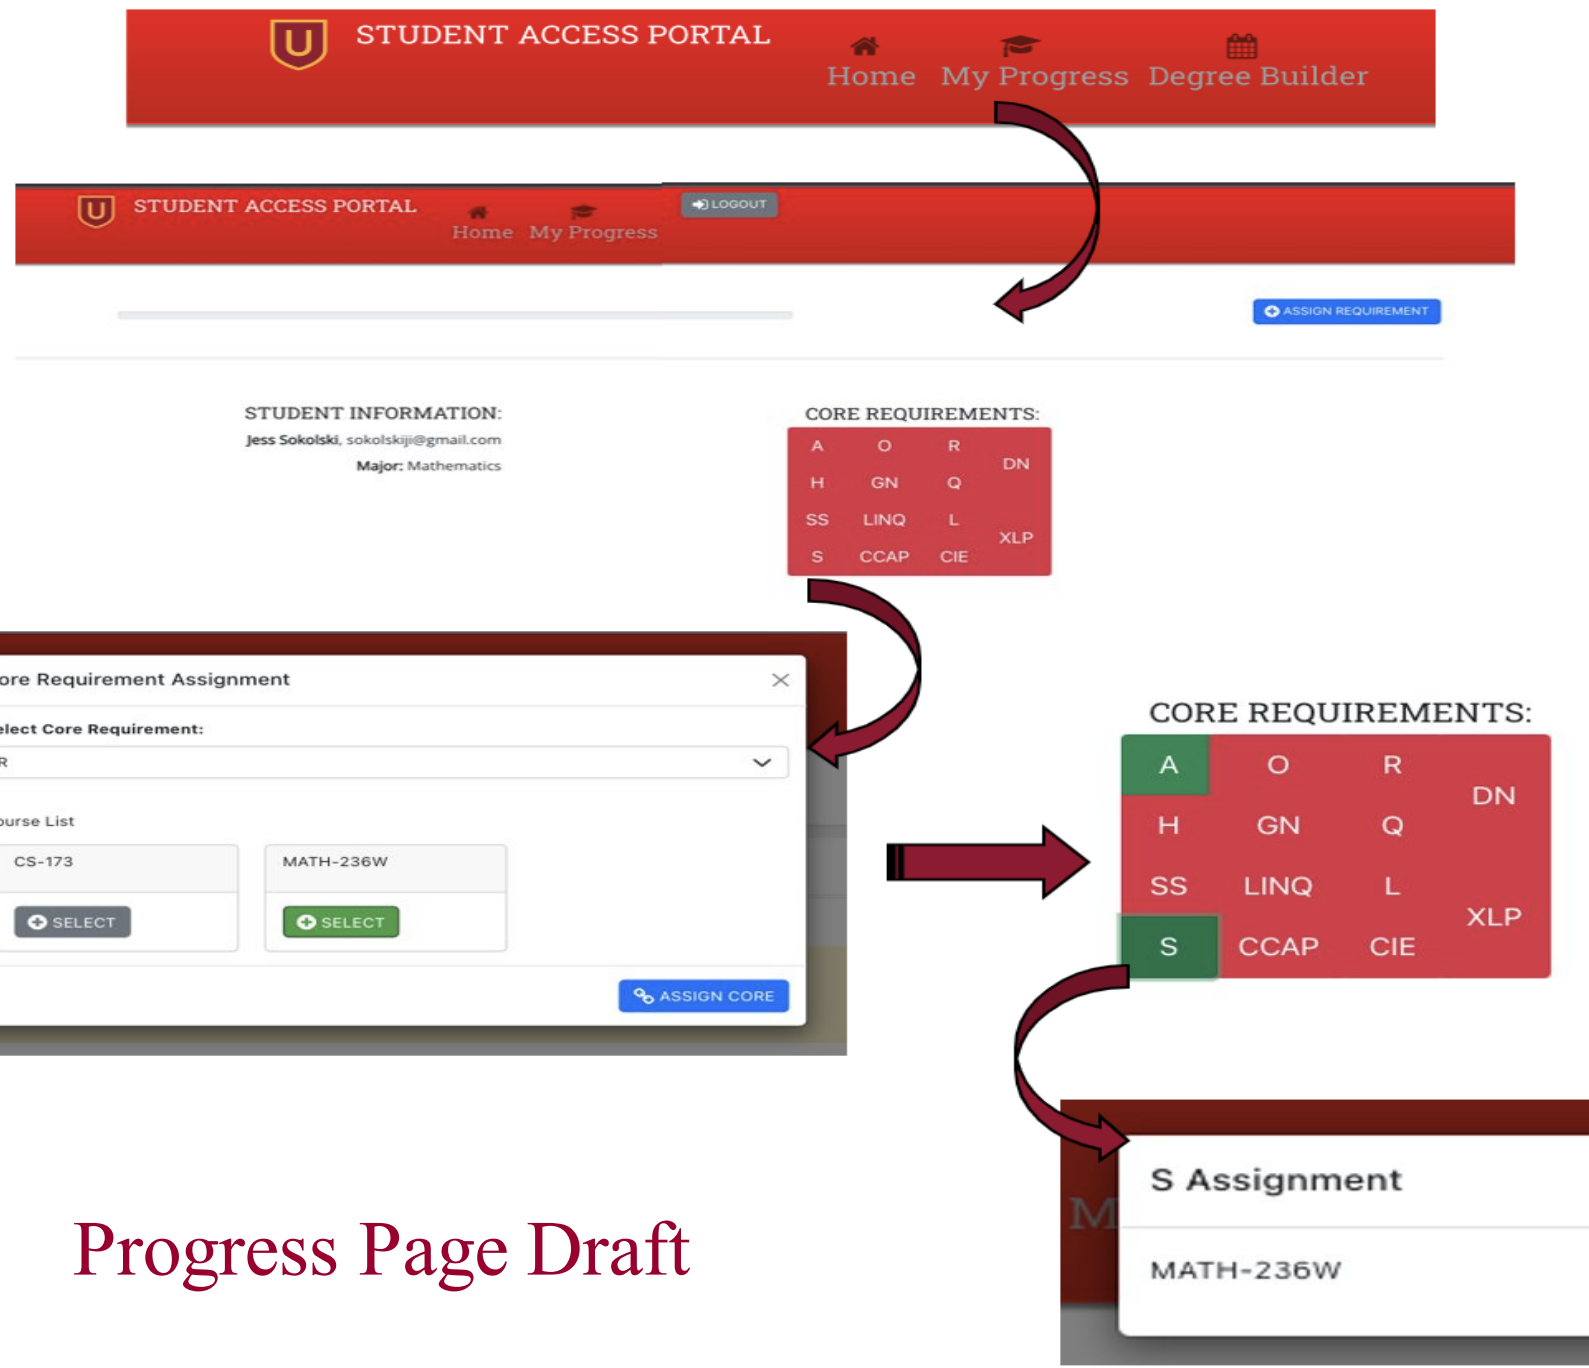 STUDENT ACCESS PORTAL
Home My Progress Degree Builder
STUDENT ACCESS PORTAL
Home My Progress
LOGOUT
ASSIGN REQUIREMENT
STUDENT INFORMATION:
Jess Sokolski, sokolskiji@gmail.com
Major: Mathematics
CORE REQUIREMENTS:
A O R
DN
H GN Q
SS LINQ L
XLP
S CCAP CIE
ore Requirement Assignment
elect Core Requirement:
R
ourse List
CS-173
MATH-236W
SELECT
SELECT
ASSIGN CORE
CORE REQUIREMENTS:
A O R
DN
H GN Q
SS LINQ L
XLP
S CCAP CIE
S Assignment
M
MATH-236W
Progress Page Draft